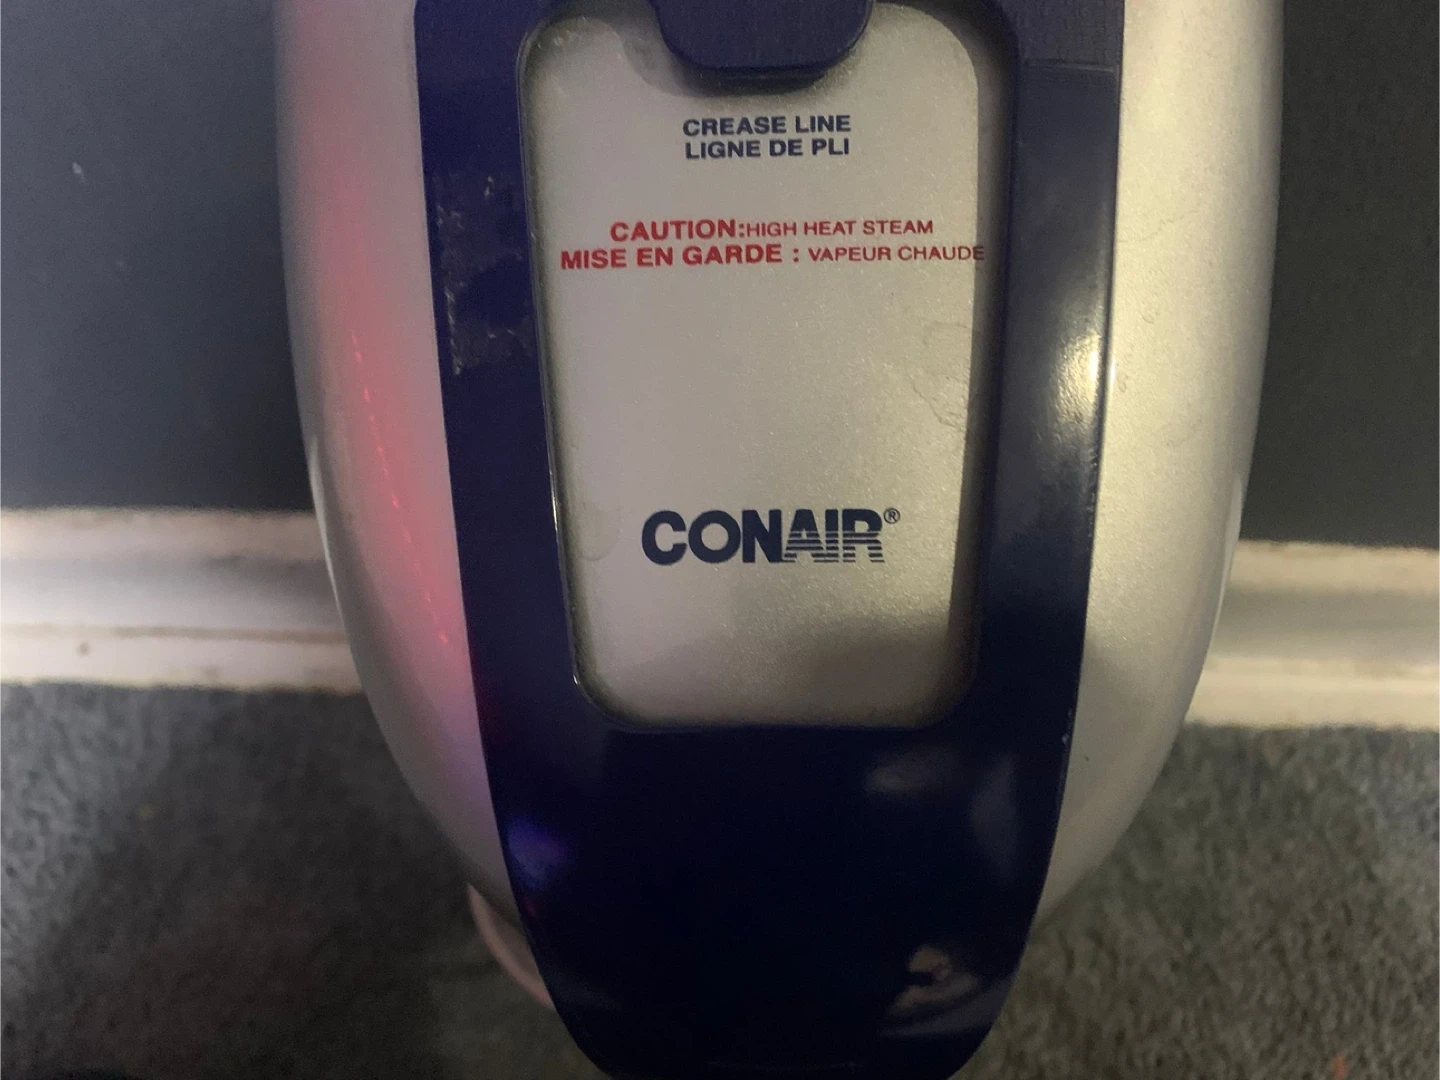 CREASE LINE
LIGNE DE PLI
CAUTION:HIGH HEAT STEAM
MISE EN GARDE : VAPEUR CHAUDE
CONAIR®